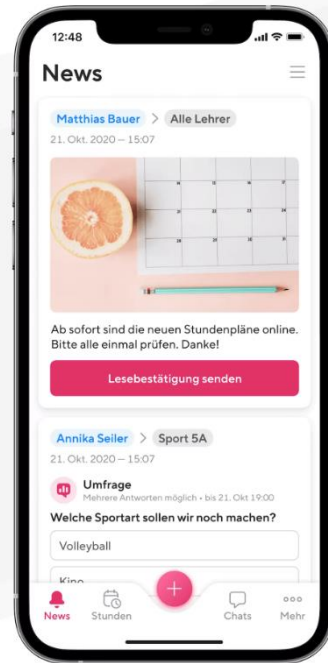 12:48
News
Matthias Bauer > Alle Lehrer
21. Okt. 2020 – 15:07
Ab sofort sind die neuen Stundenpläne online.
Bitte alle einmal prüfen. Danke!
Lesebestätigung senden
Annika Seiler > Sport 5A
21. Okt. 2020 – 15:07
Umfrage
Mehrere Antworten möglich • bis 21. Okt 19:00
Welche Sportart sollen wir noch machen?
Volleyball
Kino
News Stunden + Chats Mehr